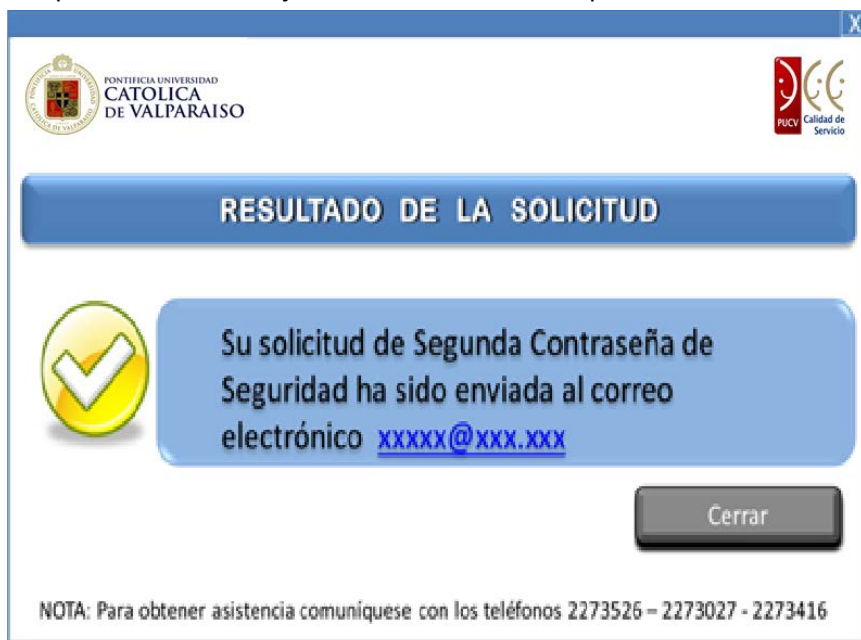 X
PONTIFICIA UNIVERSIDAD
CATOLICA
DE VALPARAISO
PUCV
Calidad de
Servicio
RESULTADO DE LA SOLICITUD
Su solicitud de Segunda Contraseña de
Seguridad ha sido enviada al correo
electrónico xxxxx@xxx.xxx
Cerrar
NOTA: Para obtener asistencia comuníquese con los teléfonos 2273526 – 2273027 - 2273416